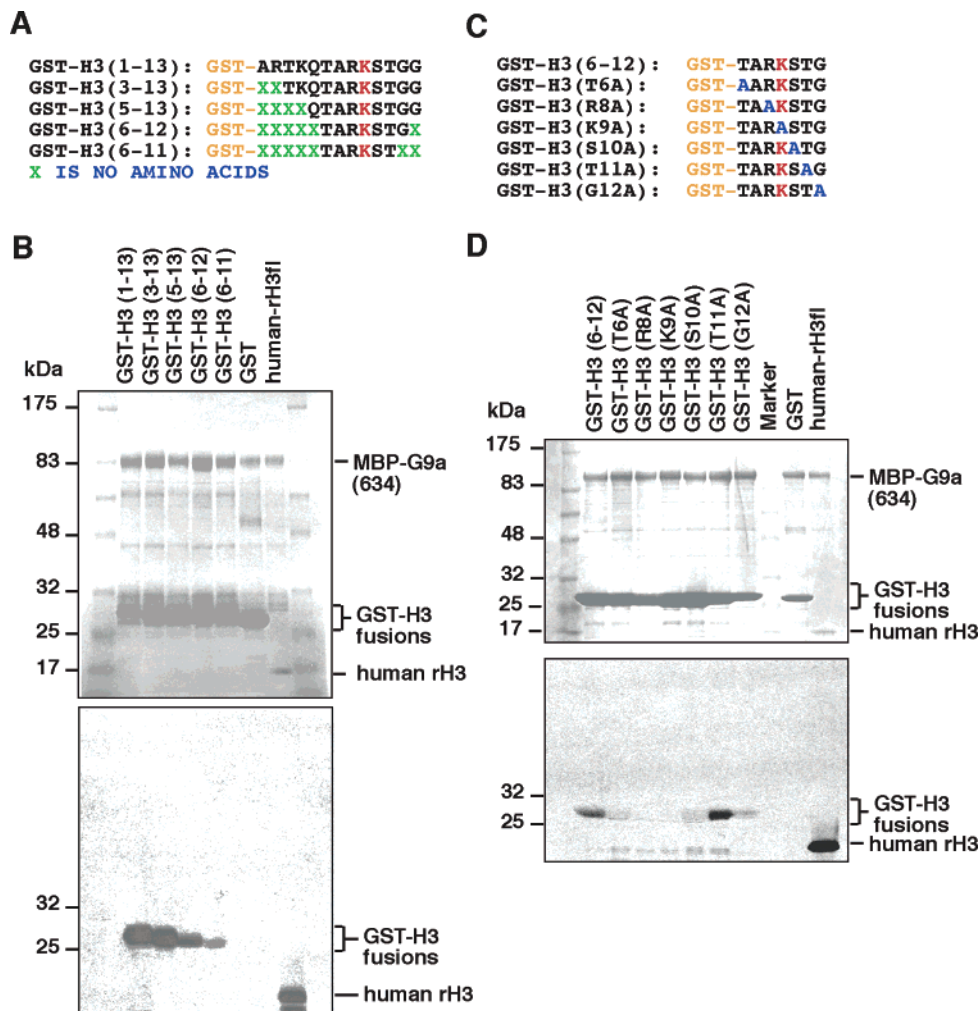 A
GST-H3(1-13): GST-ARTKQTARKSTGG
GST-H3(3-13): GST-XXTKQTARKSTGG
GST-H3(5-13): GST-XXXXQTARKSTGG
GST-H3(6-12): GST-XXXXXTARKSTGX
GST-H3(6-11): GST-XXXXXTARKSTXX
X IS NO AMINO ACIDS
C
GST-H3(6-12): GST-TARKSTG
GST-H3(T6A): GST-AARKSTG
GST-H3(R8A): GST-TAAKSTG
GST-H3(K9A): GST-TARASTG
GST-H3(S10A): GST-TARKATG
GST-H3(T11A): GST-TARKSAG
GST-H3(G12A): GST-TARKSTA
B
GST-H3 (1-13)
GST-H3 (3-13)
GST-H3 (5-13)
GST-H3 (6-12)
GST-H3 (6-11)
GST
human-rH3fl
kDa
175
83
48
32
25
17
MBP-G9a
(634)
GST-H3
fusions
human rH3
32
25
GST-H3
fusions
human rH3
D
GST-H3 (6-12)
GST-H3 (T6A)
GST-H3 (R8A)
GST-H3 (K9A)
GST-H3 (S10A)
GST-H3 (T11A)
GST-H3 (G12A)
Marker
GST
human-rH3fl
kDa
175
83
48
32
25
17
MBP-G9a
(634)
GST-H3
fusions
human rH3
32
25
GST-H3
fusions
human rH3